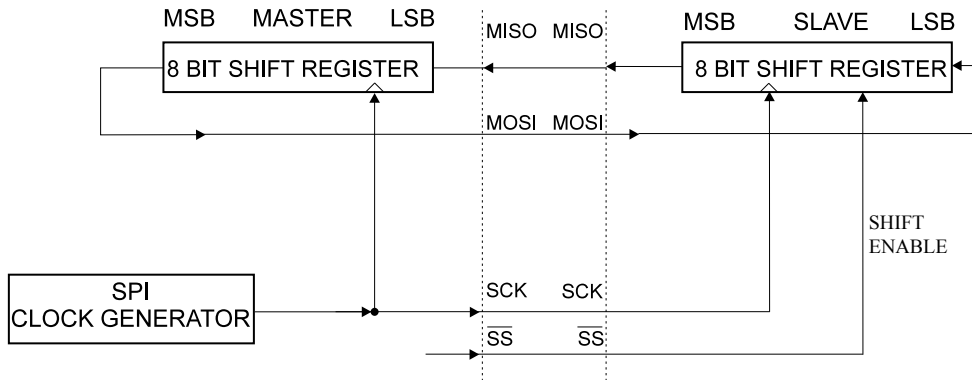 MSB MASTER LSB
MISO MISO
MSB SLAVE LSB
8 BIT SHIFT REGISTER
8 BIT SHIFT REGISTER
MOSI MOSI
SHIFT
ENABLE
SPI
CLOCK GENERATOR
SCK SCK
SS SS